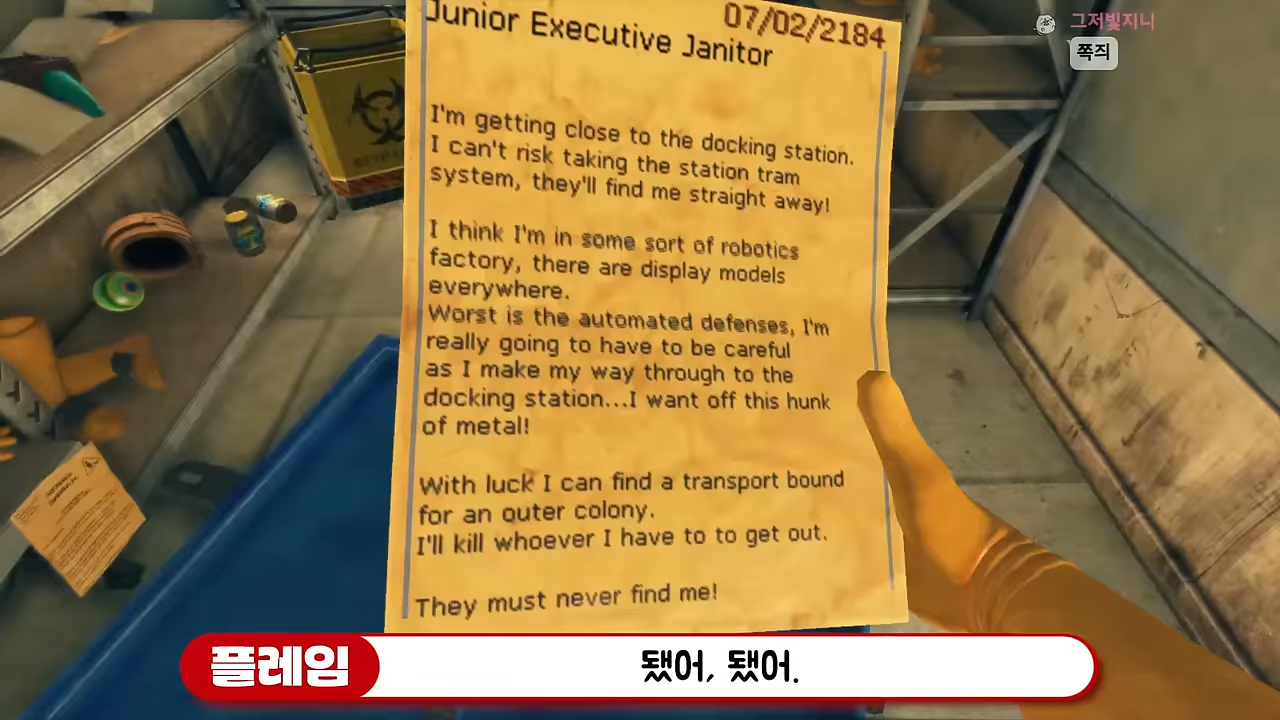 07/02/2184
Junior Executive Janitor
I'm getting close to the docking station.
I can't risk taking the station tram
system, they'll find me straight away!
I think I'm in some sort of robotics
factory, there are display models
everywhere.
Worst is the automated defenses, I'm
really going to have to be careful
as I make my way through to the
docking station...I want off this hunk
of metal!
With luck I can find a transport bound
for an outer colony.
I'll kill whoever I have to to get out.
They must never find me!
그저빛지니
쪽직
플레임
됐어, 됐어.